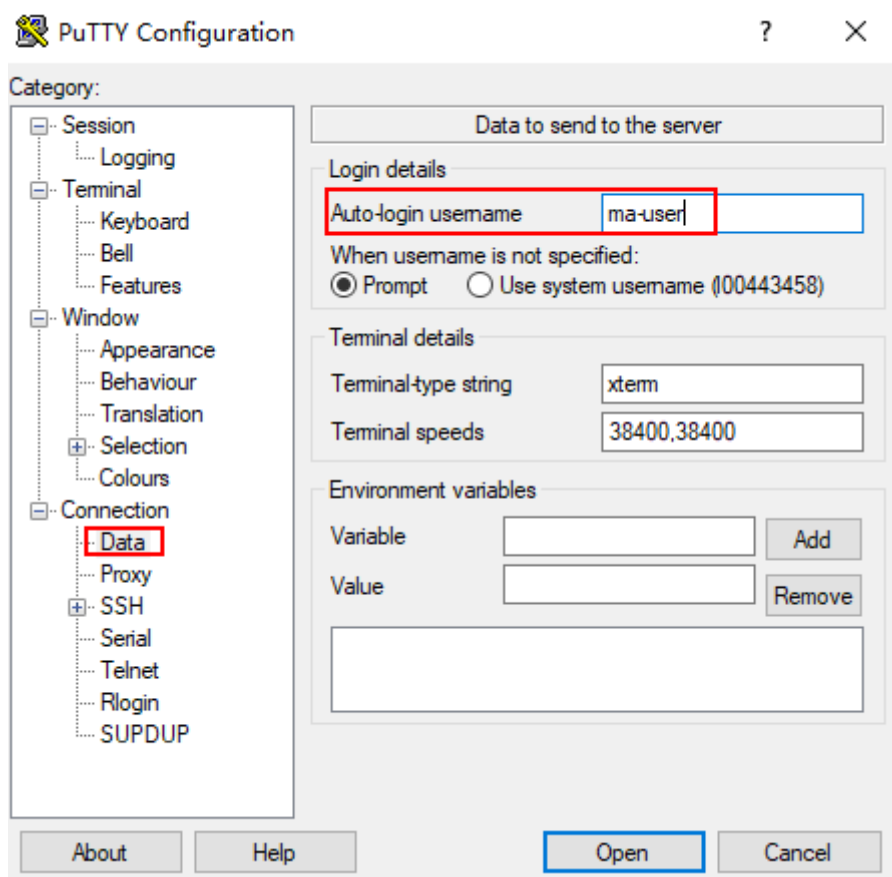 PuTTY Configuration
?
Category:
Session
Logging
Terminal
Keyboard
Bell
Features
Window
Appearance
Behaviour
Translation
Selection
Colours
Connection
Data
Proxy
SSH
Serial
Telnet
Rlogin
SUPDUP
Data to send to the server
Login details
Auto-login username ma-user
When username is not specified:
Prompt Use system username (l00443458)
Terminal details
Terminal-type string xterm
Terminal speeds 38400,38400
Environment variables
Variable Add
Value Remove
About Help Open Cancel